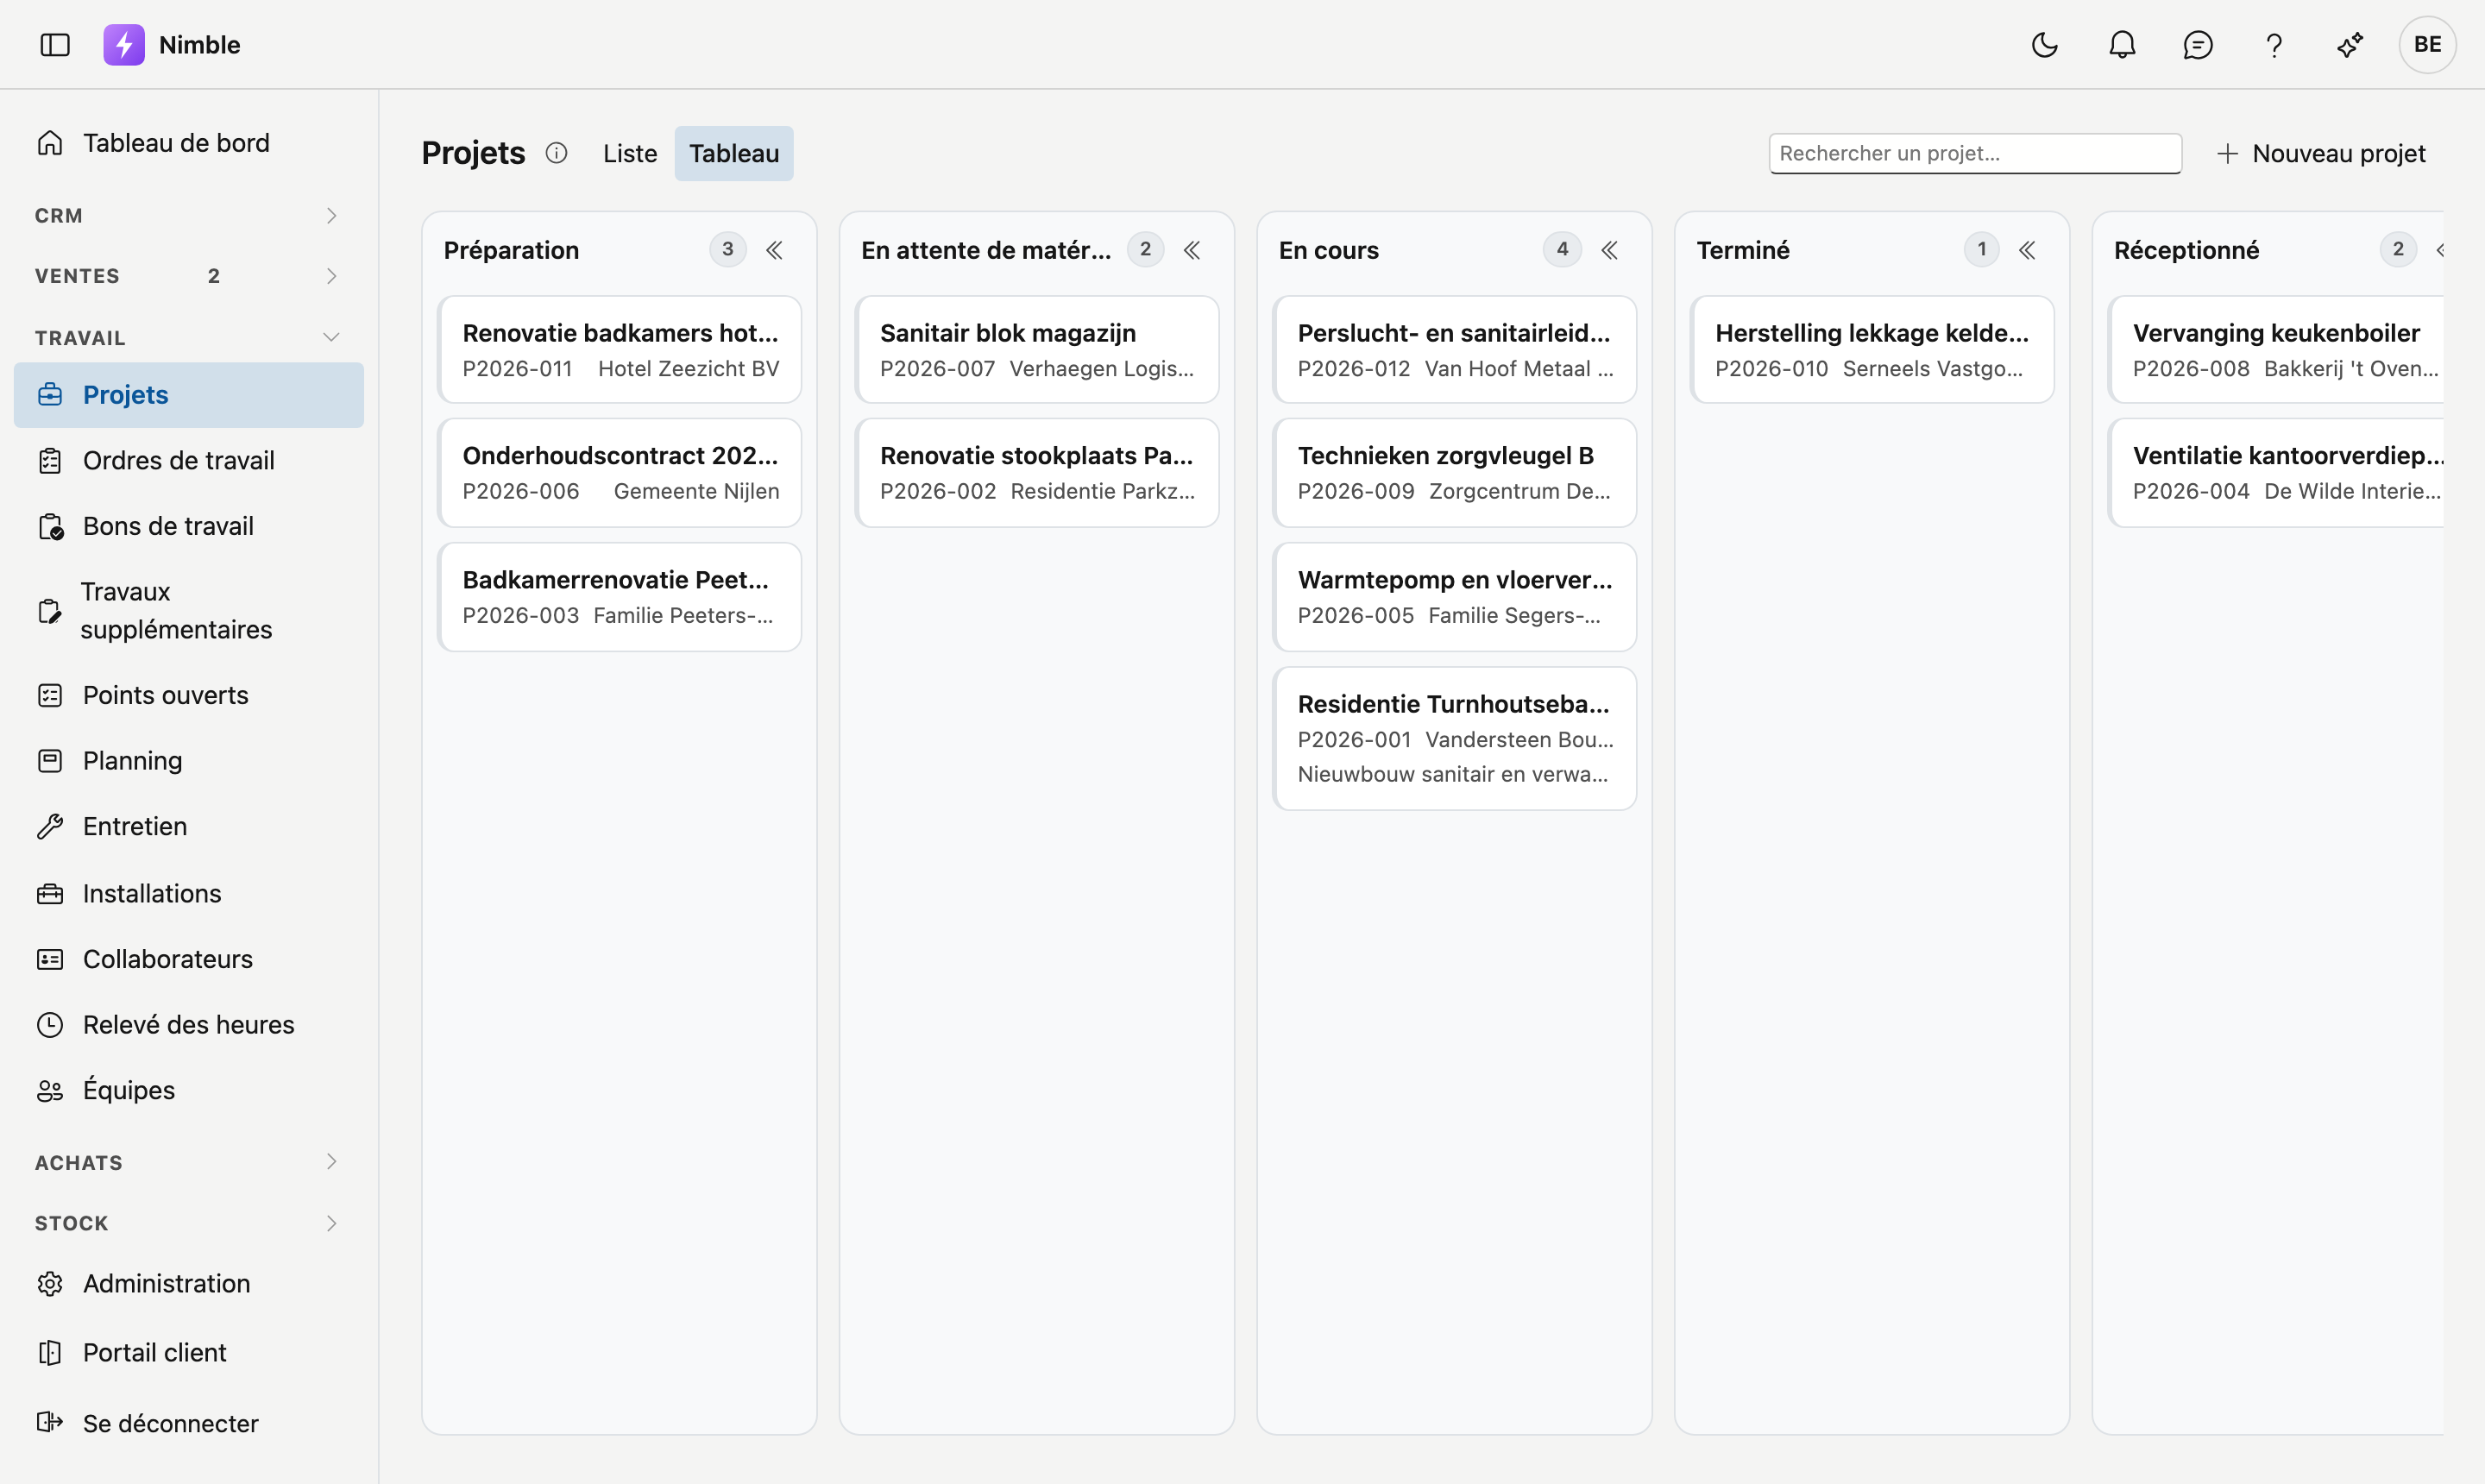 Nimble
BE
Tableau de bord
CRM
VENTES 2
TRAVAIL
Projets
Ordres de travail
Bons de travail
Travaux
supplémentaires
Points ouverts
Planning
Entretien
Installations
Collaborateurs
Relevé des heures
Équipes
ACHATS
STOCK
Administration
Portail client
Se déconnecter
Projets Liste Tableau
Rechercher un projet...
Nouveau projet
Préparation 3
Renovatie badkamers hot...
P2026-011 Hotel Zeezicht BV
Onderhoudscontract 202...
P2026-006 Gemeente Nijlen
Badkamerrenovatie Peet...
P2026-003 Familie Peeters-...
En attente de matér... 2
Sanitair blok magazijn
P2026-007 Verhaegen Logis...
Renovatie stookplaats Pa...
P2026-002 Residentie Parkz...
En cours 4
Perslucht- en sanitairleid...
P2026-012 Van Hoof Metaal ...
Technieken zorgvleugel B
P2026-009 Zorgcentrum De...
Warmtepomp en vloerver...
P2026-005 Familie Segers-...
Residentie Turnhoutseba...
P2026-001 Vandersteen Bou...
Nieuwbouw sanitair en verwa...
Terminé 1
Herstelling lekkage kelde...
P2026-010 Serneels Vastgo...
Réceptionné 2
Vervanging keukenboiler
P2026-008 Bakkerij 't Oven...
Ventilatie kantoorverdiep...
P2026-004 De Wilde Interie...